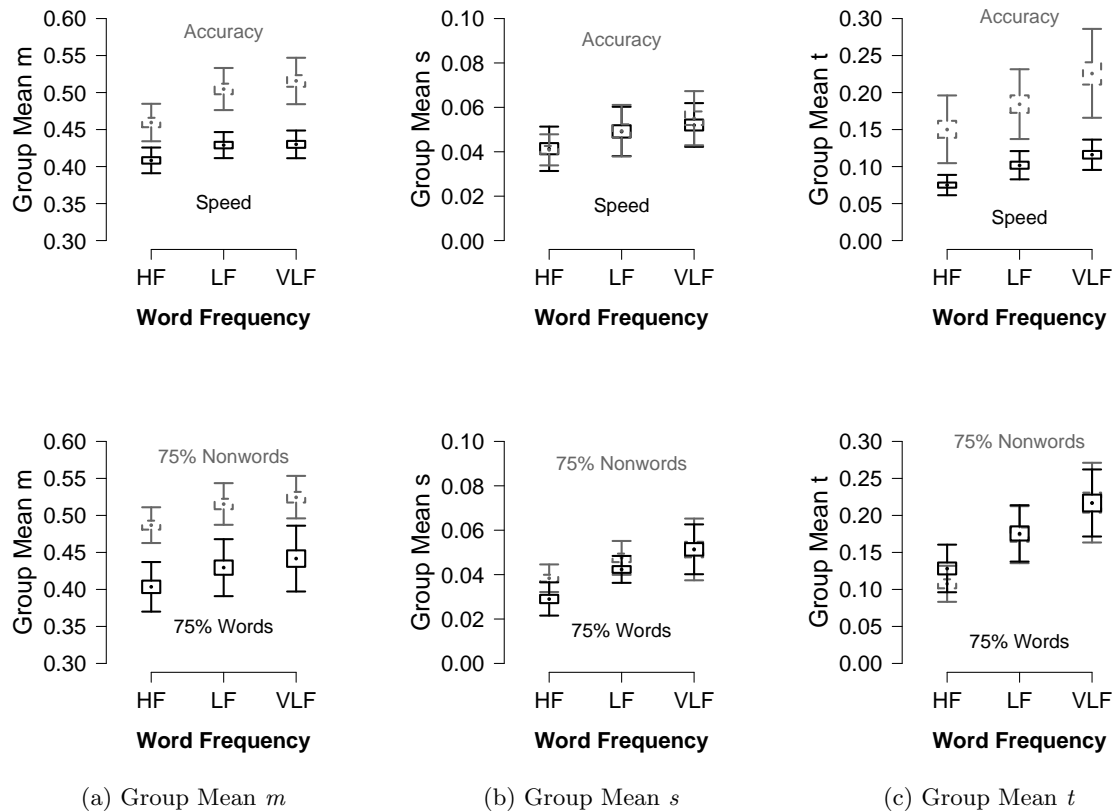 Group Mean m
0.60
0.55
0.50
0.45
0.40
0.35
0.30
Accuracy
Speed
HF LF VLF
Word Frequency
Group Mean s
0.10
0.08
0.06
0.04
0.02
0.00
Accuracy
Speed
HF LF VLF
Word Frequency
Group Mean t
0.30
0.25
0.20
0.15
0.10
0.05
0.00
Accuracy
Speed
HF LF VLF
Word Frequency
Group Mean m
0.60
0.55
0.50
0.45
0.40
0.35
0.30
75% Nonwords
75% Words
HF LF VLF
Word Frequency
Group Mean s
0.10
0.08
0.06
0.04
0.02
0.00
75% Nonwords
75% Words
HF LF VLF
Word Frequency
Group Mean t
0.30
0.25
0.20
0.15
0.10
0.05
0.00
75% Nonwords
75% Words
HF LF VLF
Word Frequency
(a) Group Mean m
(b) Group Mean s
(c) Group Mean t